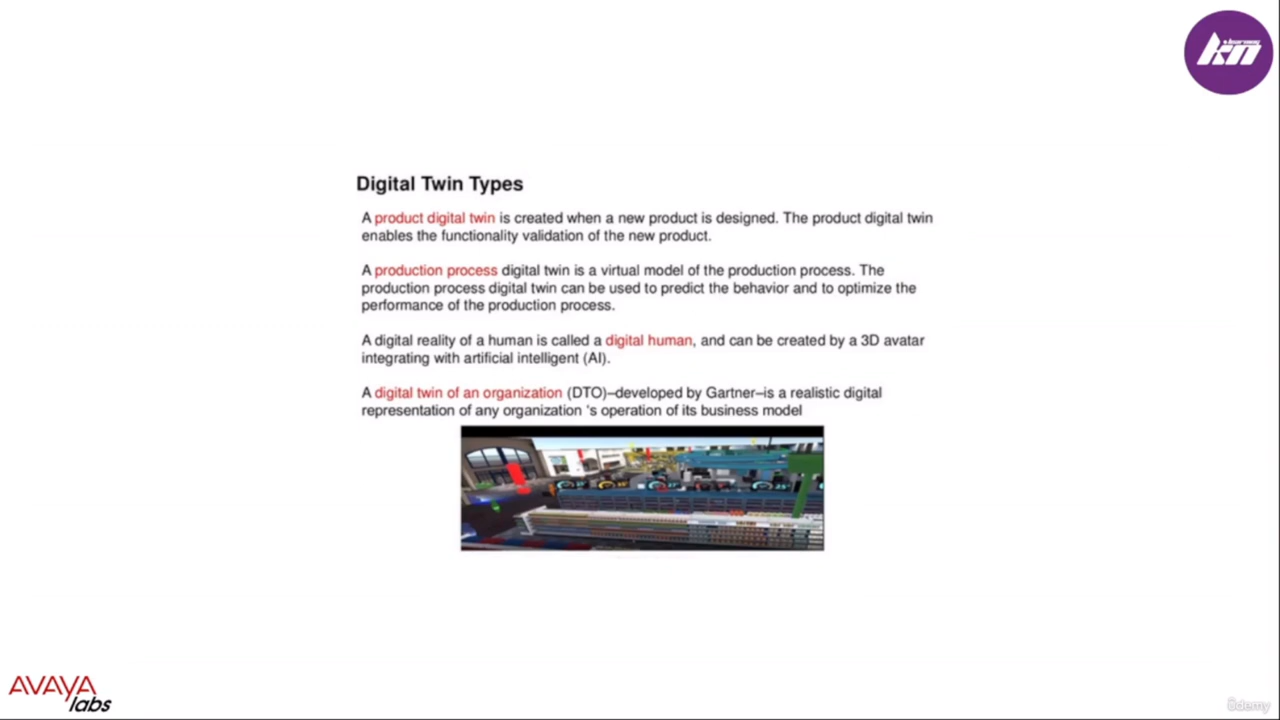 kn
Digital Twin Types
A product digital twin is created when a new product is designed. The product digital twin
enables the functionality validation of the new product.
A production process digital twin is a virtual model of the production process. The
production process digital twin can be used to predict the behavior and to optimize the
performance of the production process.
A digital reality of a human is called a digital human, and can be created by a 3D avatar
integrating with artificial intelligent (AI).
A digital twin of an organization (DTO)–developed by Gartner–is a realistic digital
representation of any organization 's operation of its business model
AVAYA
labs
ûdemy